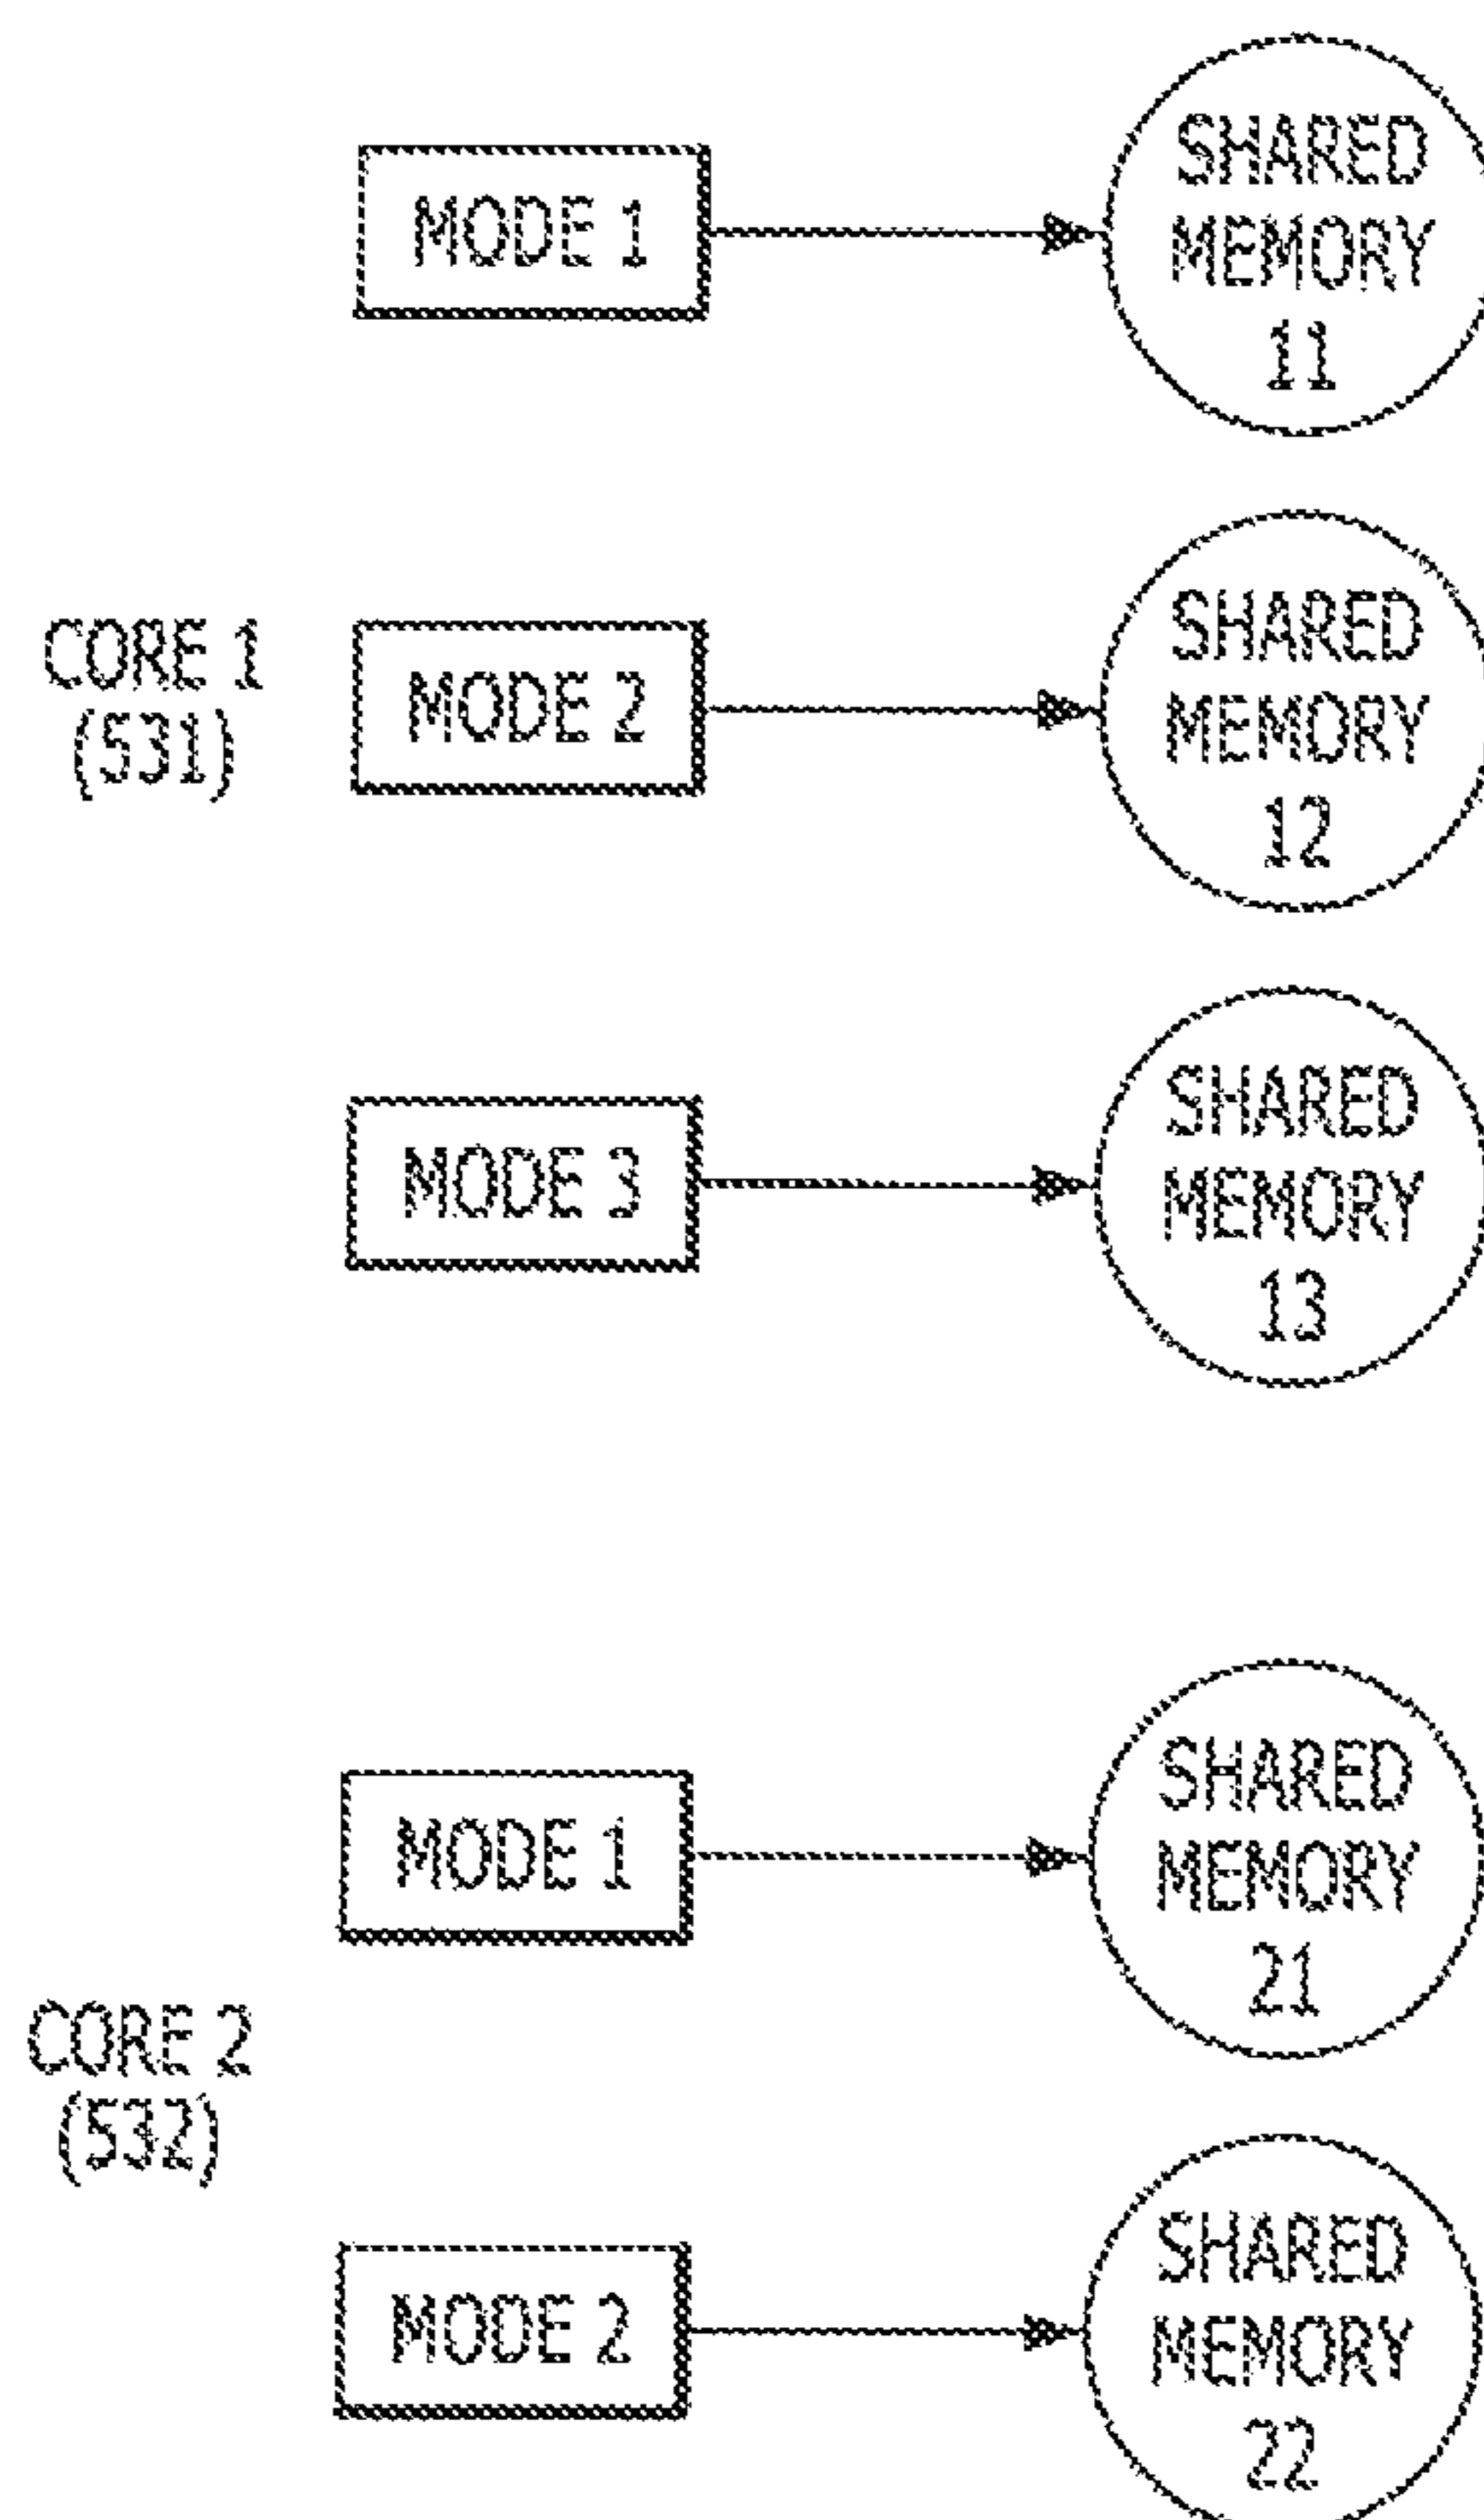 MODE 1
SHARED
MEMORY
11
CORE 1
(531)
MODE 2
SHARED
MEMORY
12
MODE 3
SHARED
MEMORY
13
MODE 1
SHARED
MEMORY
21
CORE 2
(532)
MODE 2
SHARED
MEMORY
22